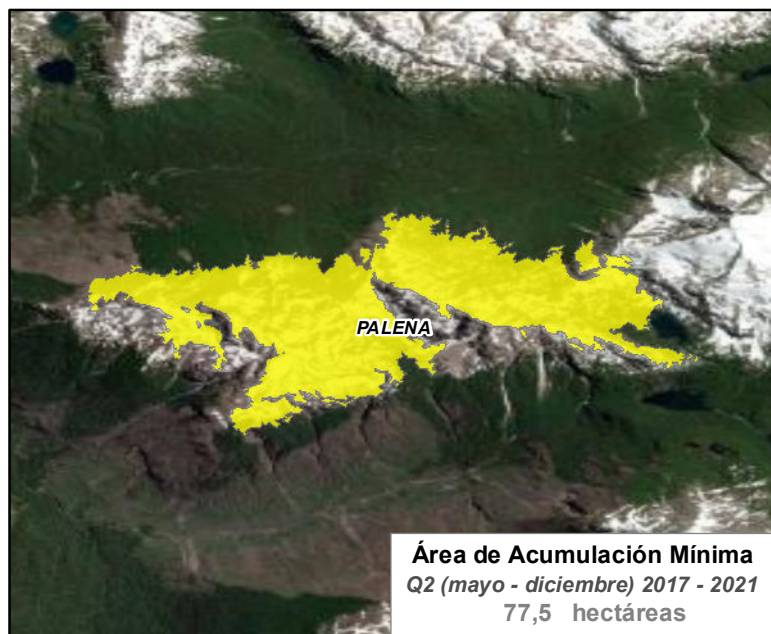 PALENA
Área de Acumulación Mínima
Q2 (mayo - diciembre) 2017 - 2021
77,5 hectáreas